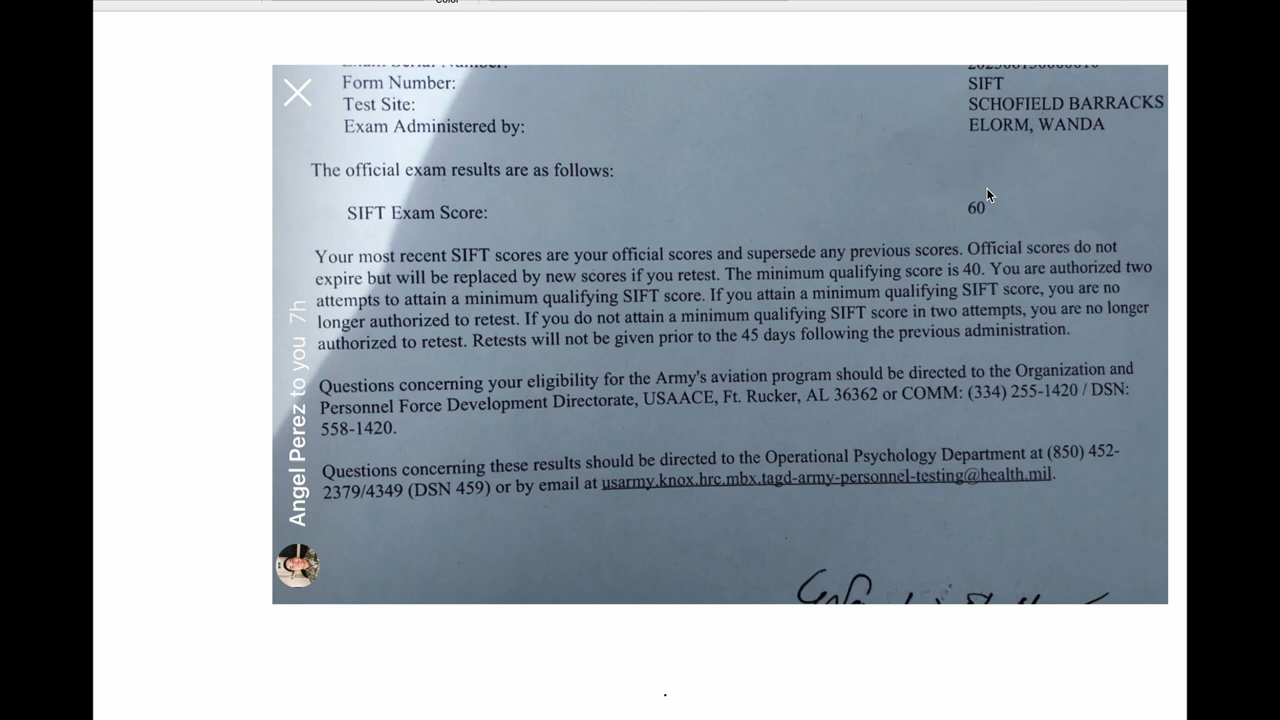 Color
Form Number: SIFT
Test Site: SCHOFIELD BARRACKS
Exam Administered by: ELORM, WANDA
The official exam results are as follows:
SIFT Exam Score: 60
Your most recent SIFT scores are your official scores and supersede any previous scores. Official scores do not
expire but will be replaced by new scores if you retest. The minimum qualifying score is 40. You are authorized two
attempts to attain a minimum qualifying SIFT score. If you attain a minimum qualifying SIFT score, you are no
longer authorized to retest. If you do not attain a minimum qualifying SIFT score in two attempts, you are no longer
authorized to retest. Retests will not be given prior to the 45 days following the previous administration.
Questions concerning your eligibility for the Army's aviation program should be directed to the Organization and
Personnel Force Development Directorate, USAACE, Ft. Rucker, AL 36362 or COMM: (334) 255-1420 / DSN:
558-1420.
Questions concerning these results should be directed to the Operational Psychology Department at (850) 452-
2379/4349 (DSN 459) or by email at usarmy.knox.hrc.mbx.tagd-army-personnel-testing@health.mil.
Angel Perez to you 7h